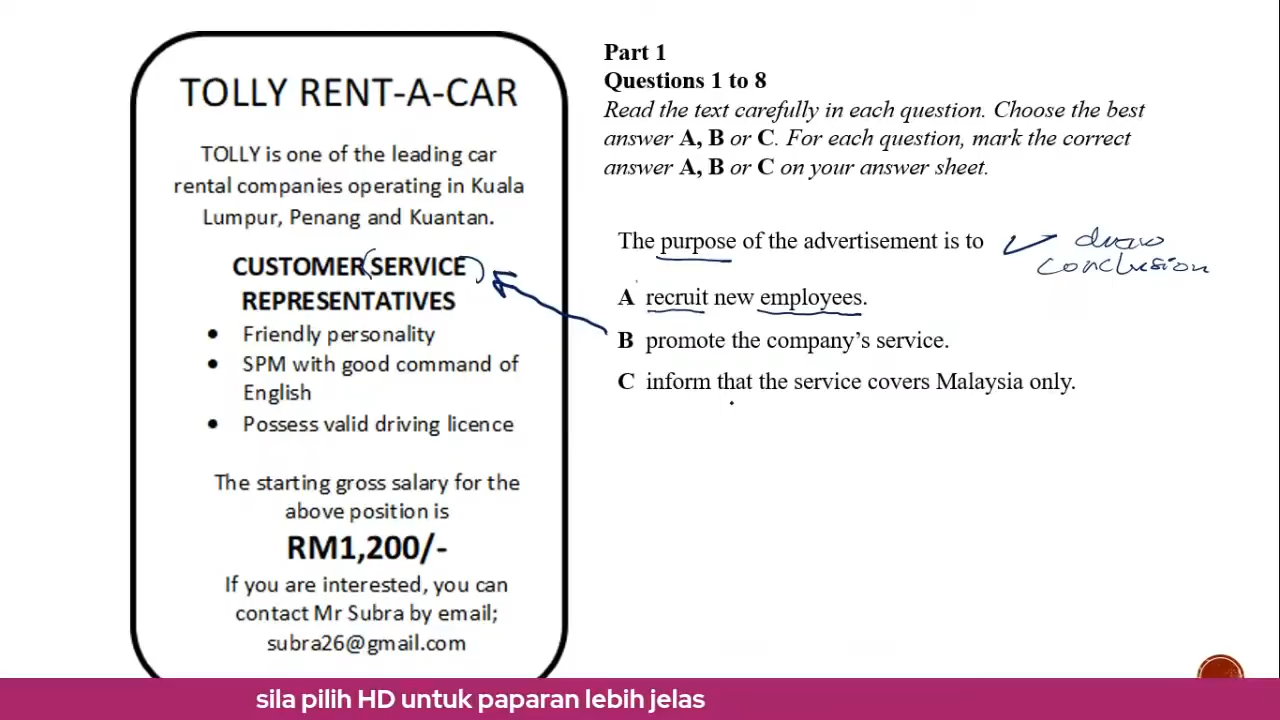 TOLLY RENT-A-CAR
TOLLY is one of the leading car
rental companies operating in Kuala
Lumpur, Penang and Kuantan.
CUSTOMER SERVICE
REPRESENTATIVES
• Friendly personality
• SPM with good command of
English
• Possess valid driving licence
The starting gross salary for the
above position is
RM1,200/-
If you are interested, you can
contact Mr Subra by email;
subra26@gmail.com
Part 1
Questions 1 to 8
Read the text carefully in each question. Choose the best
answer A, B or C. For each question, mark the correct
answer A, B or C on your answer sheet.
The purpose of the advertisement is to
draw
conclusion
A recruit new employees.
B promote the company’s service.
C inform that the service covers Malaysia only.
sila pilih HD untuk paparan lebih jelas